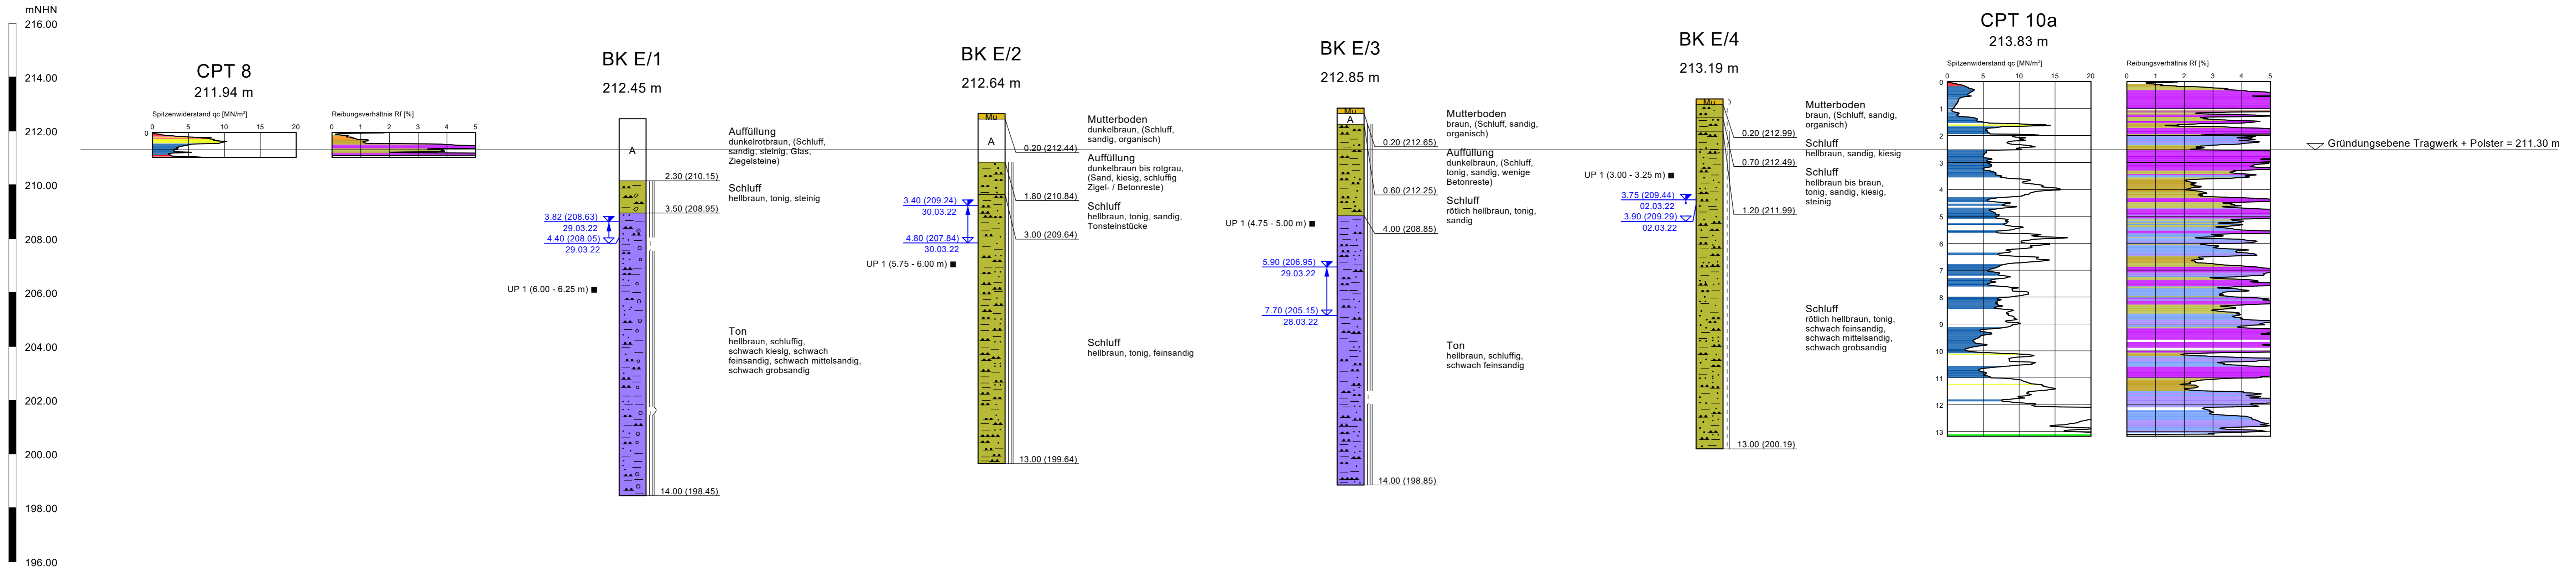 mNHN
216.00
214.00
212.00
210.00
208.00
206.00
204.00
202.00
200.00
198.00
196.00
CPT 8
211.94 m
Spitzenwiderstand qc [MN/m²]
0 5 10 15 20
0
Reibungsverhältnis Rf [%]
0 1 2 3 4 5
BK E/1
212.45 m
A
Auffüllung
dunkelrotbraun, (Schluff,
sandig, steinig, Glas,
Ziegelsteine)
2.30 (210.15)
Schluff
hellbraun, tonig, steinig
3.50 (208.95)
3.82 (208.63)
29.03.22
4.40 (208.05)
29.03.22
UP 1 (6.00 - 6.25 m)
Ton
hellbraun, schluffig,
schwach kiesig, schwach
feinsandig, schwach mittelsandig,
schwach grobsandig
14.00 (198.45)
BK E/2
212.64 m
Mu
A
Mutterboden
dunkelbraun, (Schluff,
sandig, organisch)
0.20 (212.44)
Auffüllung
dunkelbraun bis rotgrau,
(Sand, kiesig, schluffig
Zigel- / Betonreste)
1.80 (210.84)
Schluff
hellbraun, tonig, sandig,
Tonsteinstücke
3.00 (209.64)
3.40 (209.24)
30.03.22
4.80 (207.84)
30.03.22
UP 1 (5.75 - 6.00 m)
Schluff
hellbraun, tonig, feinsandig
13.00 (199.64)
BK E/3
212.85 m
Mu
A
Mutterboden
braun, (Schluff, sandig,
organisch)
0.20 (212.65)
Auffüllung
dunkelbraun, (Schluff,
tonig, sandig, wenige
Betonreste)
0.60 (212.25)
Schluff
rötlich hellbraun, tonig,
sandig
4.00 (208.85)
UP 1 (4.75 - 5.00 m)
5.90 (206.95)
29.03.22
7.70 (205.15)
28.03.22
Ton
hellbraun, schluffig,
schwach feinsandig
14.00 (198.85)
BK E/4
213.19 m
Mu
Mutterboden
braun, (Schluff, sandig,
organisch)
0.20 (212.99)
Schluff
hellbraun, sandig, kiesig
0.70 (212.49)
Schluff
hellbraun bis braun,
tonig, sandig, kiesig,
steinig
1.20 (211.99)
UP 1 (3.00 - 3.25 m)
3.75 (209.44)
02.03.22
3.90 (209.29)
02.03.22
Schluff
rötlich hellbraun, tonig,
schwach feinsandig,
schwach mittelsandig,
schwach grobsandig
13.00 (200.19)
CPT 10a
213.83 m
Spitzenwiderstand qc [MN/m²]
0 5 10 15 20
0
1
2
3
4
5
6
7
8
9
10
11
12
13
Reibungsverhältnis Rf [%]
0 1 2 3 4 5
Gründungsebene Tragwerk + Polster = 211.30 m